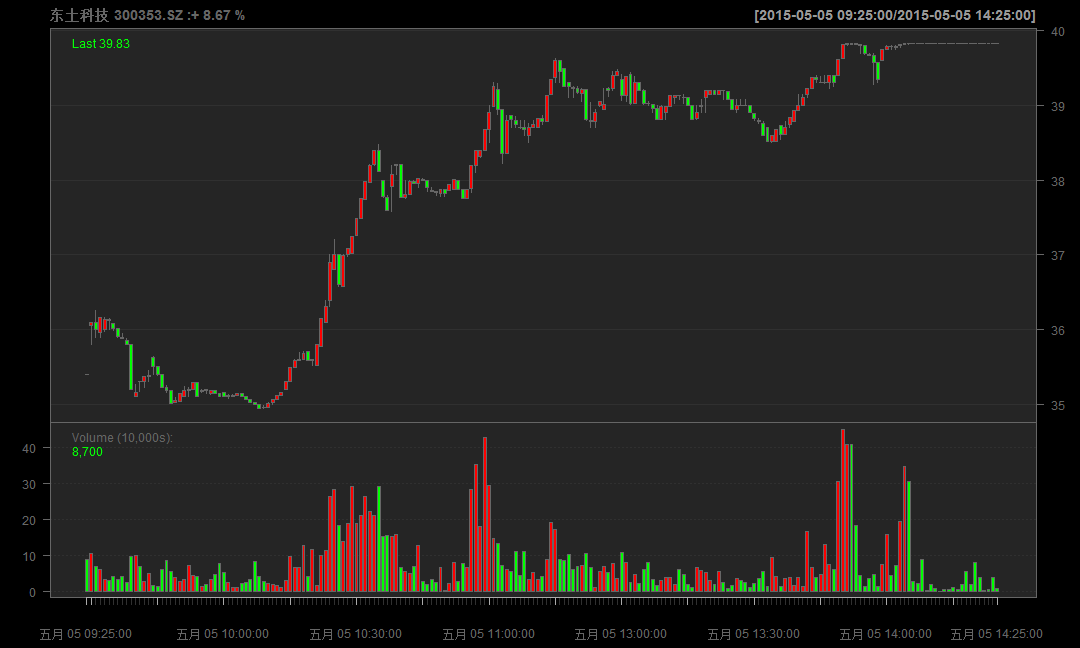 东土科技 300353.SZ :+ 8.67 %
[2015-05-05 09:25:00/2015-05-05 14:25:00]
Last 39.83
40
39
38
37
36
35
Volume (10,000s):
8,700
40
30
20
10
0
五月 05 09:25:00
五月 05 10:00:00
五月 05 10:30:00
五月 05 11:00:00
五月 05 13:00:00
五月 05 13:30:00
五月 05 14:00:00
五月 05 14:25:00